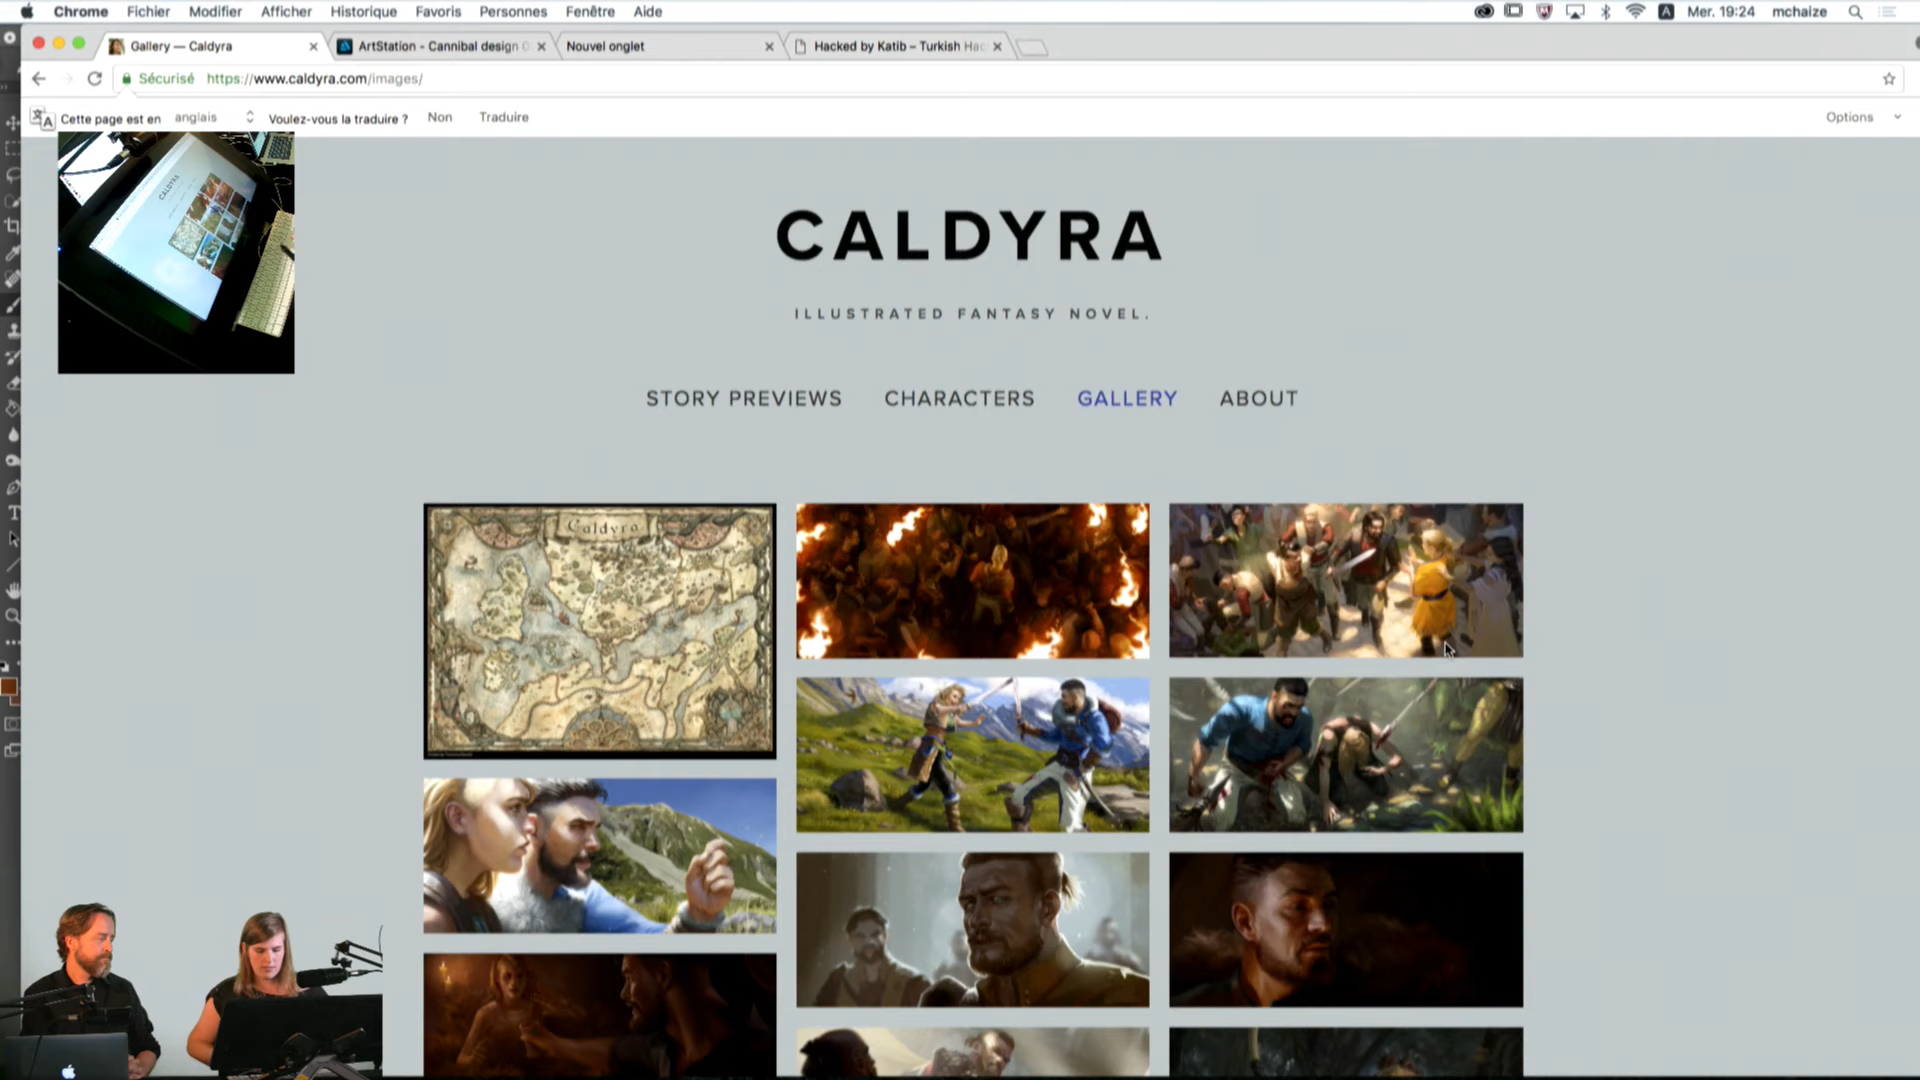 Chrome Fichier Modifier Afficher Historique Favoris Personnes Fenêtre Aide
Mer. 19:24 mchaize
Gallery — Caldyra
ArtStation - Cannibal design
Nouvel onglet
Hacked by Katib – Turkish Hac
Sécurisé https://www.caldyra.com/images/
Cette page est en anglais Voulez-vous la traduire ? Non Traduire Options
CALDYRA
ILLUSTRATED FANTASY NOVEL.
STORY PREVIEWS CHARACTERS GALLERY ABOUT
Caldyra